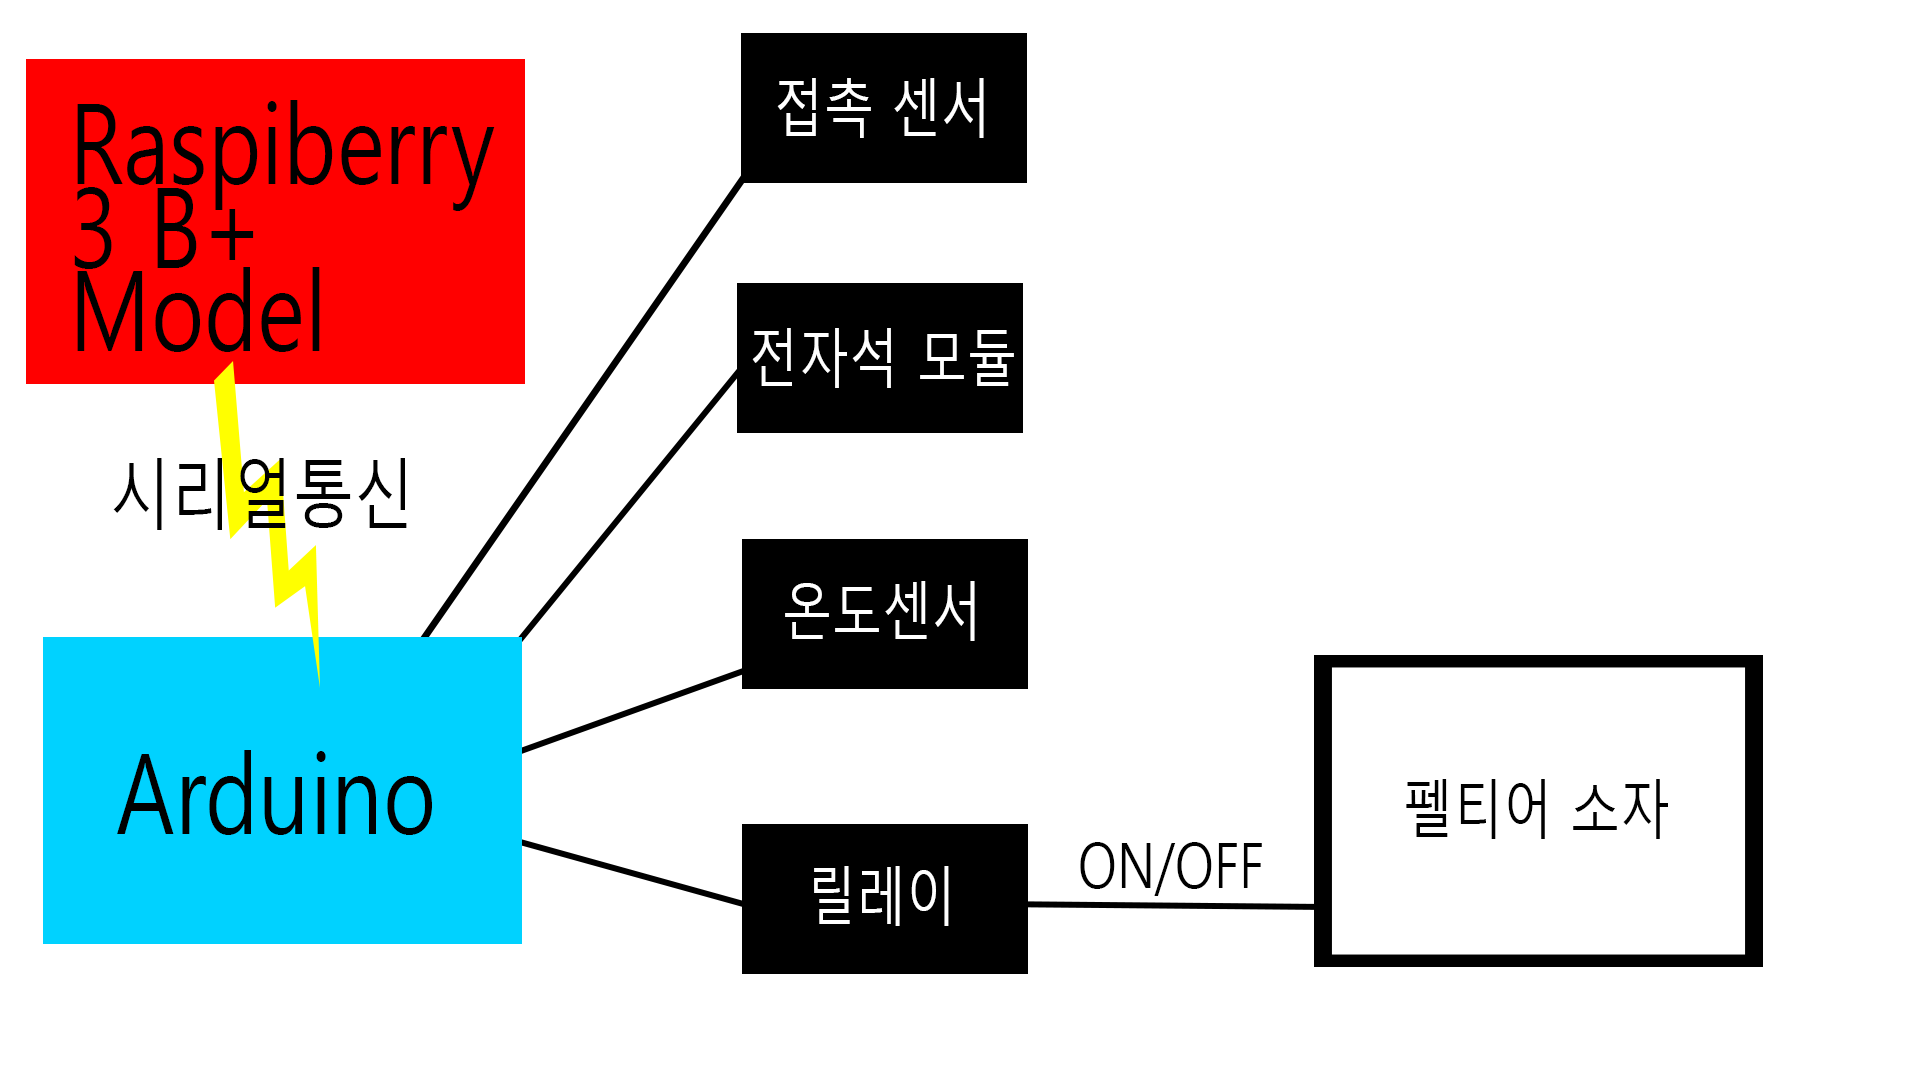 Raspiberry
3 B+
Model
시리얼통신
Arduino
접촉 센서
전자석 모듈
온도센서
릴레이
ON/OFF
펠티어 소자